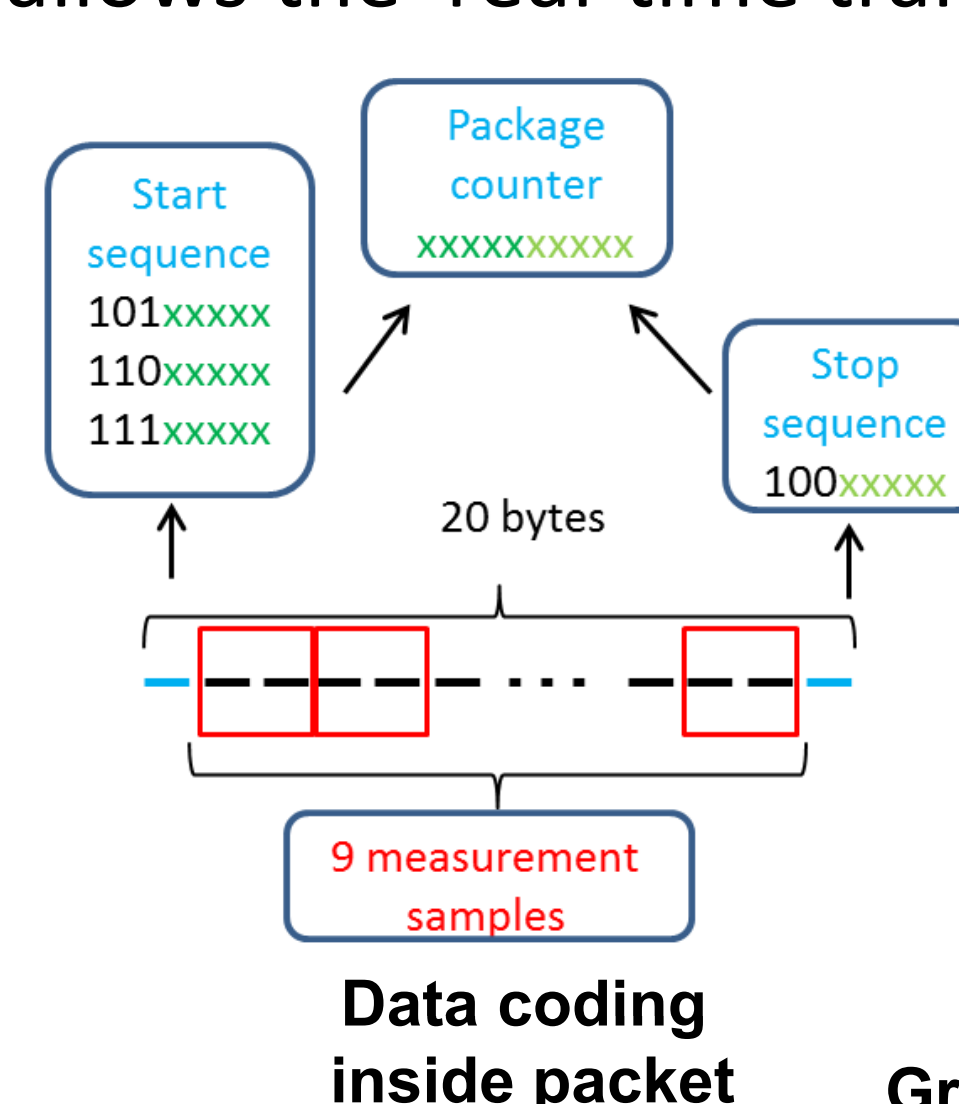 Package
counter
xxxxxxxxxx
Start
sequence
101xxxxx
110xxxxx
111xxxxx
Stop
sequence
100xxxxx
20 bytes
9 measurement
samples
Data coding
inside packet